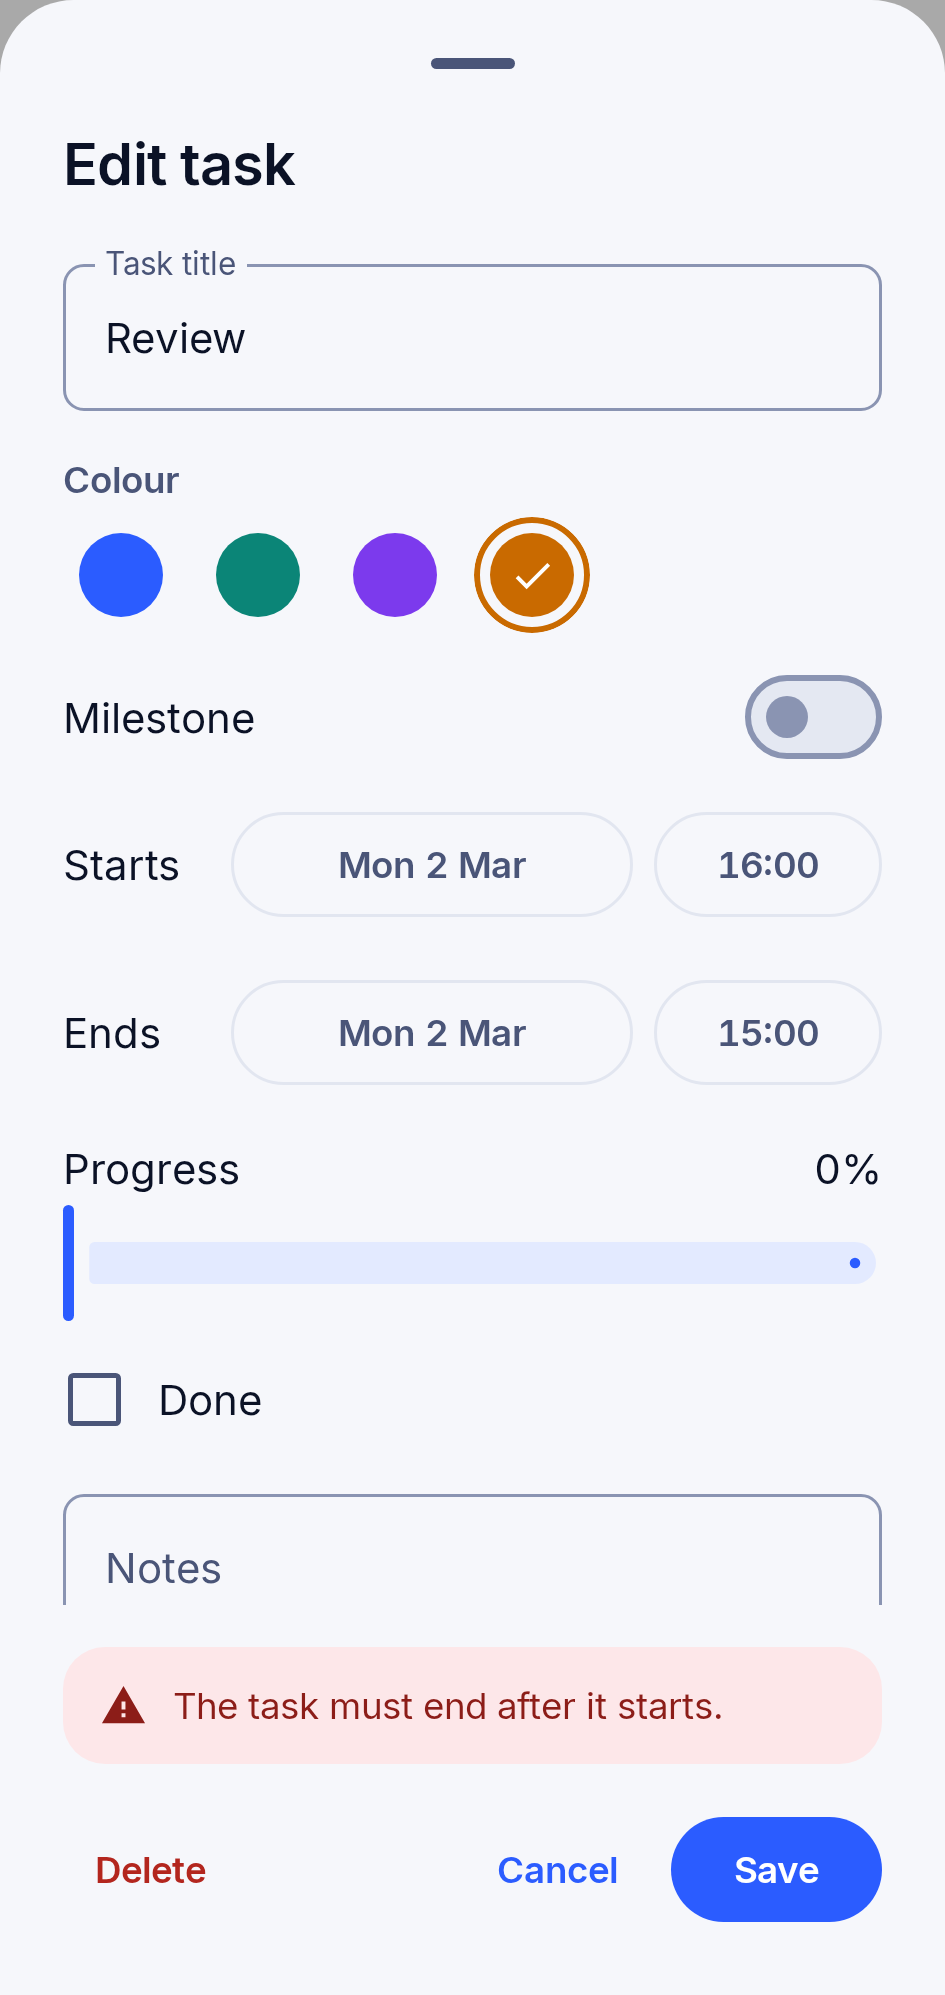 Edit task
Task title
Review
Colour
Milestone
Starts Mon 2 Mar 16:00
Ends Mon 2 Mar 15:00
Progress 0%
Done
Notes
The task must end after it starts.
Delete Cancel Save